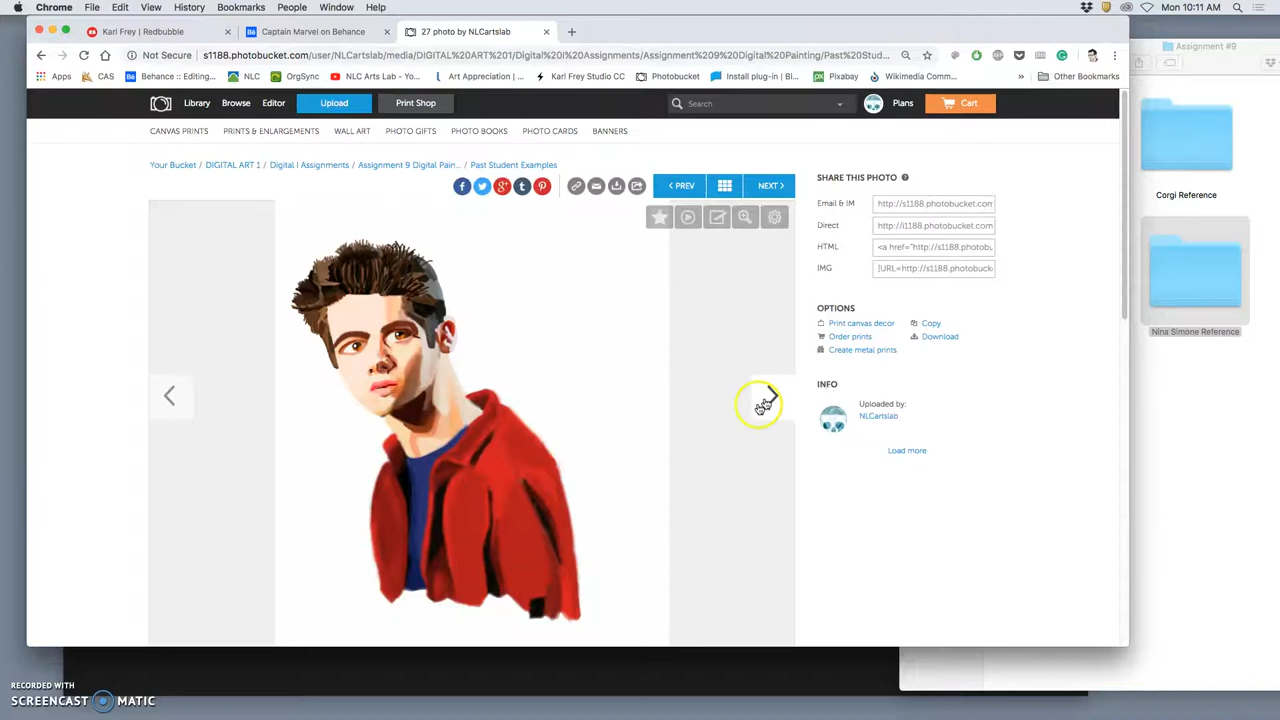 Chrome File Edit View History Bookmarks People Window Help Mon 10:11 AM
Karl Frey | Redbubble Captain Marvel on Behance 27 photo by NLCartslab
Assignment #9
Not Secure s1188.photobucket.com/user/NLCartslab/media/DIGITAL%20ART%201/Digital%20I%20Assignments/Assignment%209%20Digital%20Painting/Past%20Stud...
Apps CAS Behance :: Editing... NLC OrgSync NLC Arts Lab - Yo... Art Appreciation |... Karl Frey Studio CC Photobucket Install plug-in | Bl... Pixabay Wikimedia Comm... » Other Bookmarks
Library Browse Editor Upload Print Shop Search Plans Cart
CANVAS PRINTS PRINTS & ENLARGEMENTS WALL ART PHOTO GIFTS PHOTO BOOKS PHOTO CARDS BANNERS
Your Bucket / DIGITAL ART 1 / Digital I Assignments / Assignment 9 Digital Pain... / Past Student Examples
PREV NEXT
SHARE THIS PHOTO
Email & IM http://s1188.photobucket.com
Direct http://i1188.photobucket.com
HTML <a href="http://s1188.photobu
IMG [URL=http://s1188.photobuck
OPTIONS
Print canvas decor Copy
Order prints Download
Create metal prints
INFO
Uploaded by:
NLCartslab
Load more
Corgi Reference
Nina Simone Reference
RECORDED WITH
SCREENCAST MATIC